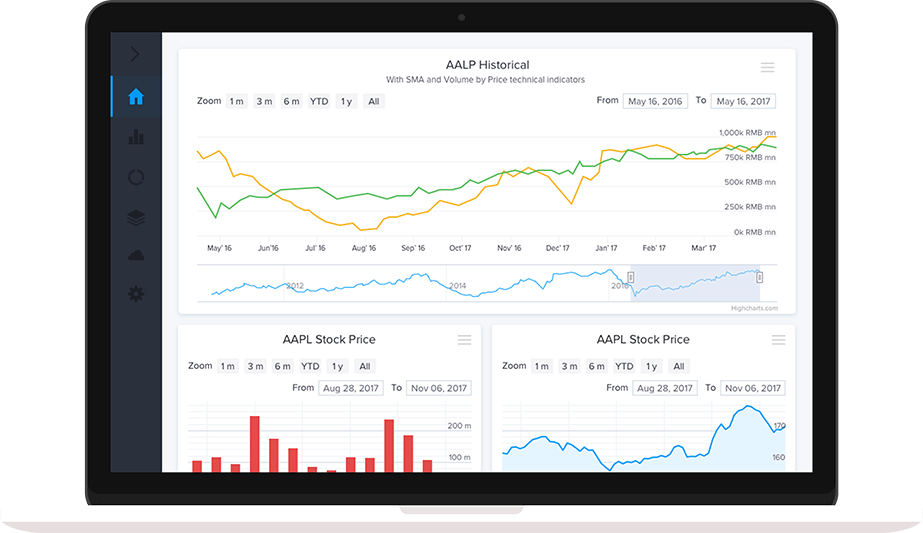 AALP Historical
With SMA and Volume by Price technical indicators
Zoom 1 m 3 m 6 m YTD 1 y All From May 16, 2016 To May 16, 2017
1,000k RMB mn
750k RMB mn
500k RMB mn
250k RMB mn
0k RMB mn
May' 16 Jun'16 Jul' 16 Aug' 16 Sep' 16 Oct' 17 Nov' 16 Dec' 17 Jan' 17 Feb' 17 Mar' 17
2012 2014 2016
Highcharts.com
AAPL Stock Price
Zoom 1 m 3 m 6 m YTD 1 y All
From Aug 28, 2017 To Nov 06, 2017
200 m
100 m
AAPL Stock Price
Zoom 1 m 3 m 6 m YTD 1 y All
From Aug 28, 2017 To Nov 06, 2017
170
160